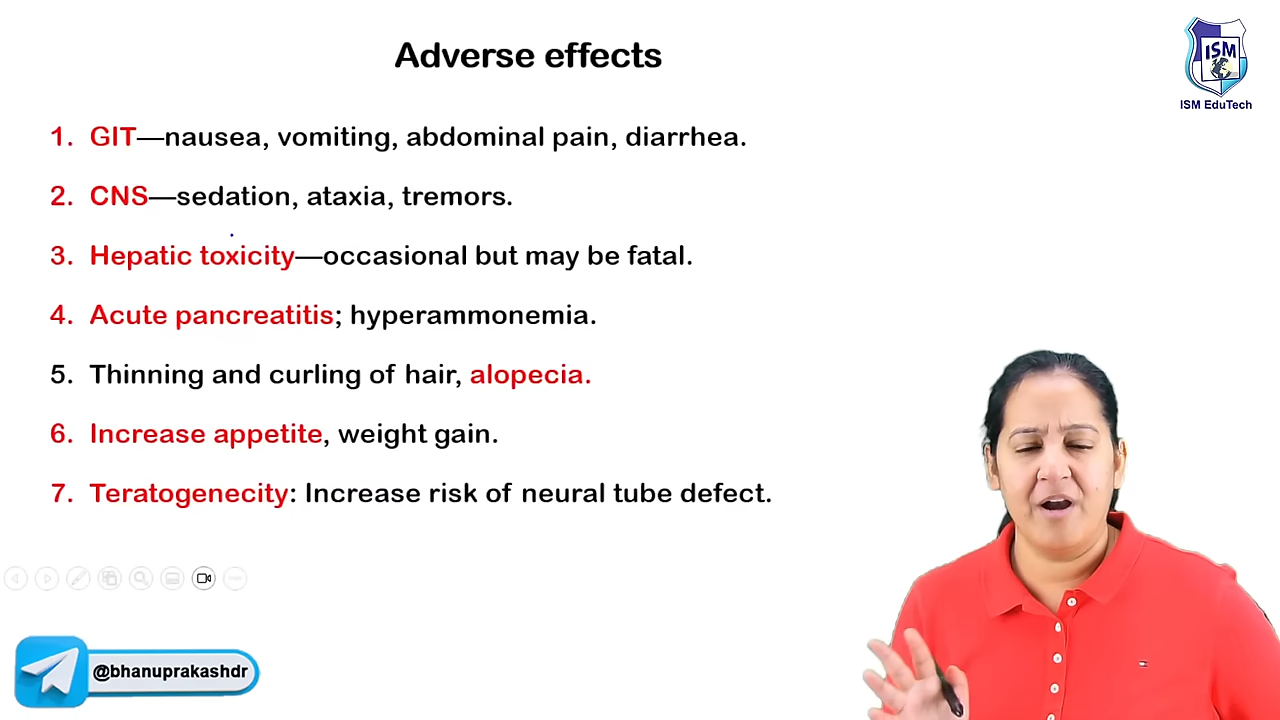 Adverse effects
ISM
ISM EduTech
1. GIT—nausea, vomiting, abdominal pain, diarrhea.
2. CNS—sedation, ataxia, tremors.
3. Hepatic toxicity—occasional but may be fatal.
4. Acute pancreatitis; hyperammonemia.
5. Thinning and curling of hair, alopecia.
6. Increase appetite, weight gain.
7. Teratogenecity: Increase risk of neural tube defect.
@bhanuprakashdr